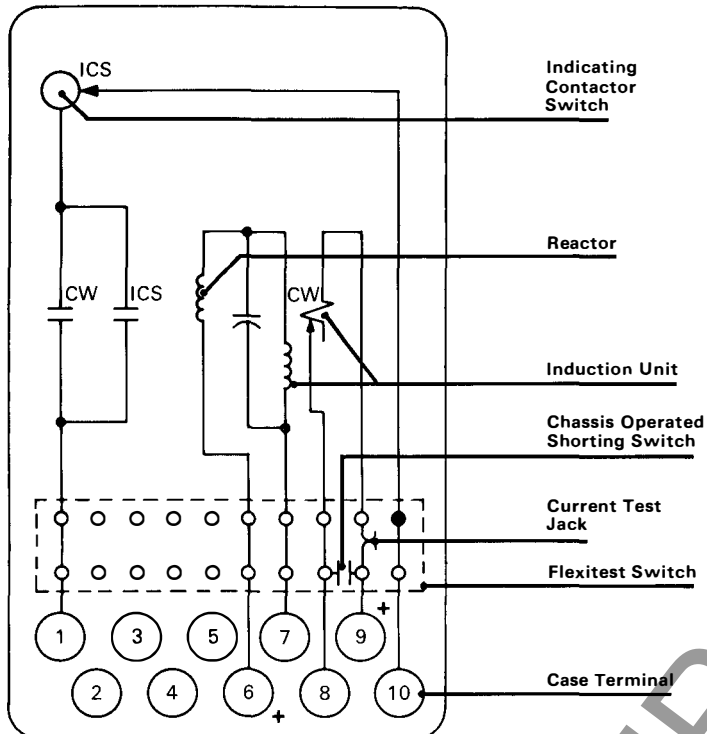 ICS
Indicating
Contactor
Switch
Reactor
CW
ICS
CW
Induction Unit
Chassis Operated
Shorting Switch
Current Test
Jack
Flexitest Switch
1
3
5
7
9
+
2
4
6
+
8
10
Case Terminal